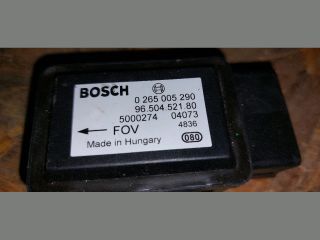 BOSCH
0 265 005 290
96.504.521.80
5000274 04073
FOV 4836
Made in Hungary 080